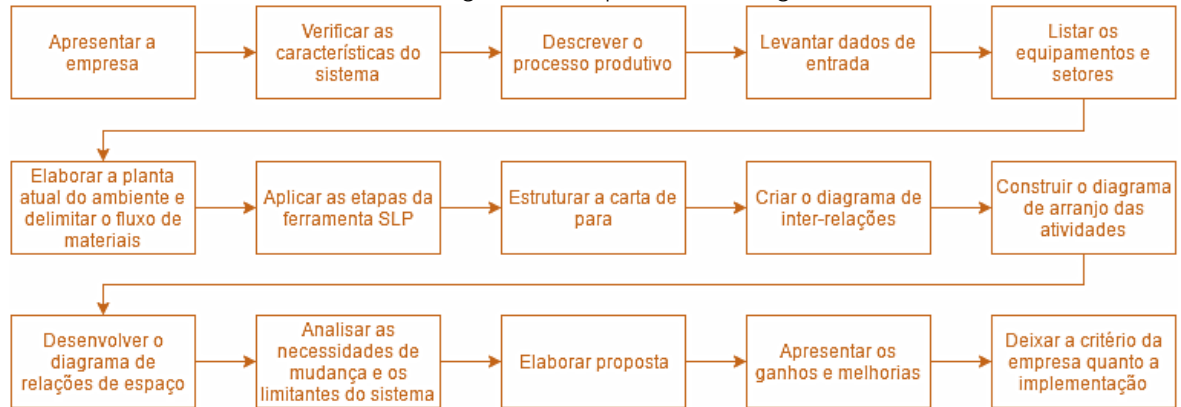 Apresentar a
empresa
Verificar as
características do
sistema
Descrever o
processo produtivo
Levantar dados de
entrada
Listar os
equipamentos e
setores
Elaborar a planta
atual do ambiente e
delimitar o fluxo de
materiais
Aplicar as etapas da
ferramenta SLP
Estruturar a carta de
para
Criar o diagrama de
inter-relações
Construir o diagrama
de arranjo das
atividades
Desenvolver o
diagrama de
relações de espaço
Analisar as
necessidades de
mudança e os
limitantes do sistema
Elaborar proposta
Apresentar os
ganhos e melhorias
Deixar a critério da
empresa quanto a
implementação